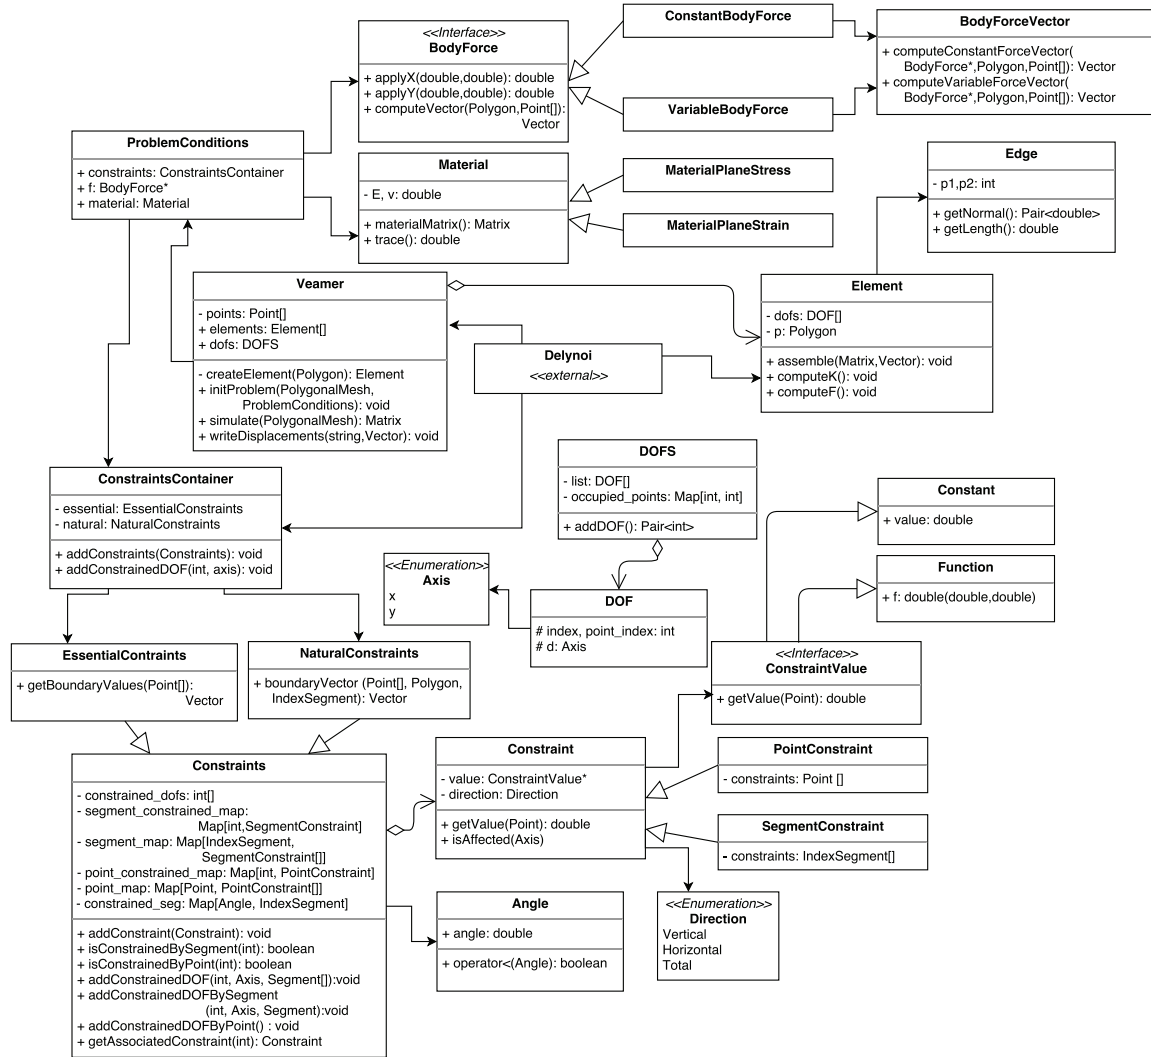 <<Interface>>
BodyForce
+ applyX(double,double): double
+ applyY(double,double): double
+ computeVector(Polygon,Point[]):
Vector
ConstantBodyForce
VariableBodyForce
BodyForceVector
+ computeConstantForceVector(
BodyForce*,Polygon,Point[]): Vector
+ computeVariableForceVector(
BodyForce*,Polygon,Point[]): Vector
ProblemConditions
+ constraints: ConstraintsContainer
+ f: BodyForce*
+ material: Material
Material
- E, v: double
+ materialMatrix(): Matrix
+ trace(): double
MaterialPlaneStress
MaterialPlaneStrain
Edge
- p1,p2: int
+ getNormal(): Pair<double>
+ getLength(): double
Veamer
- points: Point[]
+ elements: Element[]
+ dofs: DOFS
- createElement(Polygon): Element
+ initProblem(PolygonalMesh,
ProblemConditions): void
+ simulate(PolygonalMesh): Matrix
+ writeDisplacements(string,Vector): void
Delynoi
<<external>>
Element
- dofs: DOF[]
- p: Polygon
+ assemble(Matrix,Vector): void
+ computeK(): void
+ computeF(): void
ConstraintsContainer
- essential: EssentialConstraints
- natural: NaturalConstraints
+ addConstraints(Constraints): void
+ addConstrainedDOF(int, axis): void
DOFS
- list: DOF[]
- occupied_points: Map[int, int]
+ addDOF(): Pair<int>
Constant
+ value: double
Function
+ f: double(double,double)
<<Enumeration>>
Axis
x
y
DOF
# index, point_index: int
# d: Axis
EssentialContraints
+ getBoundaryValues(Point[]):
Vector
NaturalConstraints
+ boundaryVector (Point[], Polygon,
IndexSegment): Vector
<<Interface>>
ConstraintValue
+ getValue(Point): double
Constraints
- constrained_dofs: int[]
- segment_constrained_map:
Map[int,SegmentConstraint]
- segment_map: Map[IndexSegment,
SegmentConstraint[]]
- point_constrained_map: Map[int, PointConstraint]
- point_map: Map[Point, PointConstraint[]]
- constrained_seg: Map[Angle, IndexSegment]
+ addConstraint(Constraint): void
+ isConstrainedBySegment(int): boolean
+ isConstrainedByPoint(int): boolean
+ addConstrainedDOF(int, Axis, Segment[]):void
+ addConstrainedDOFBySegment
(int, Axis, Segment):void
+ addConstrainedDOFByPoint() : void
+ getAssociatedConstraint(int): Constraint
Constraint
- value: ConstraintValue*
- direction: Direction
+ getValue(Point): double
+ isAffected(Axis)
PointConstraint
- constraints: Point []
SegmentConstraint
- constraints: IndexSegment[]
Angle
+ angle: double
+ operator<(Angle): boolean
<<Enumeration>>
Direction
Vertical
Horizontal
Total